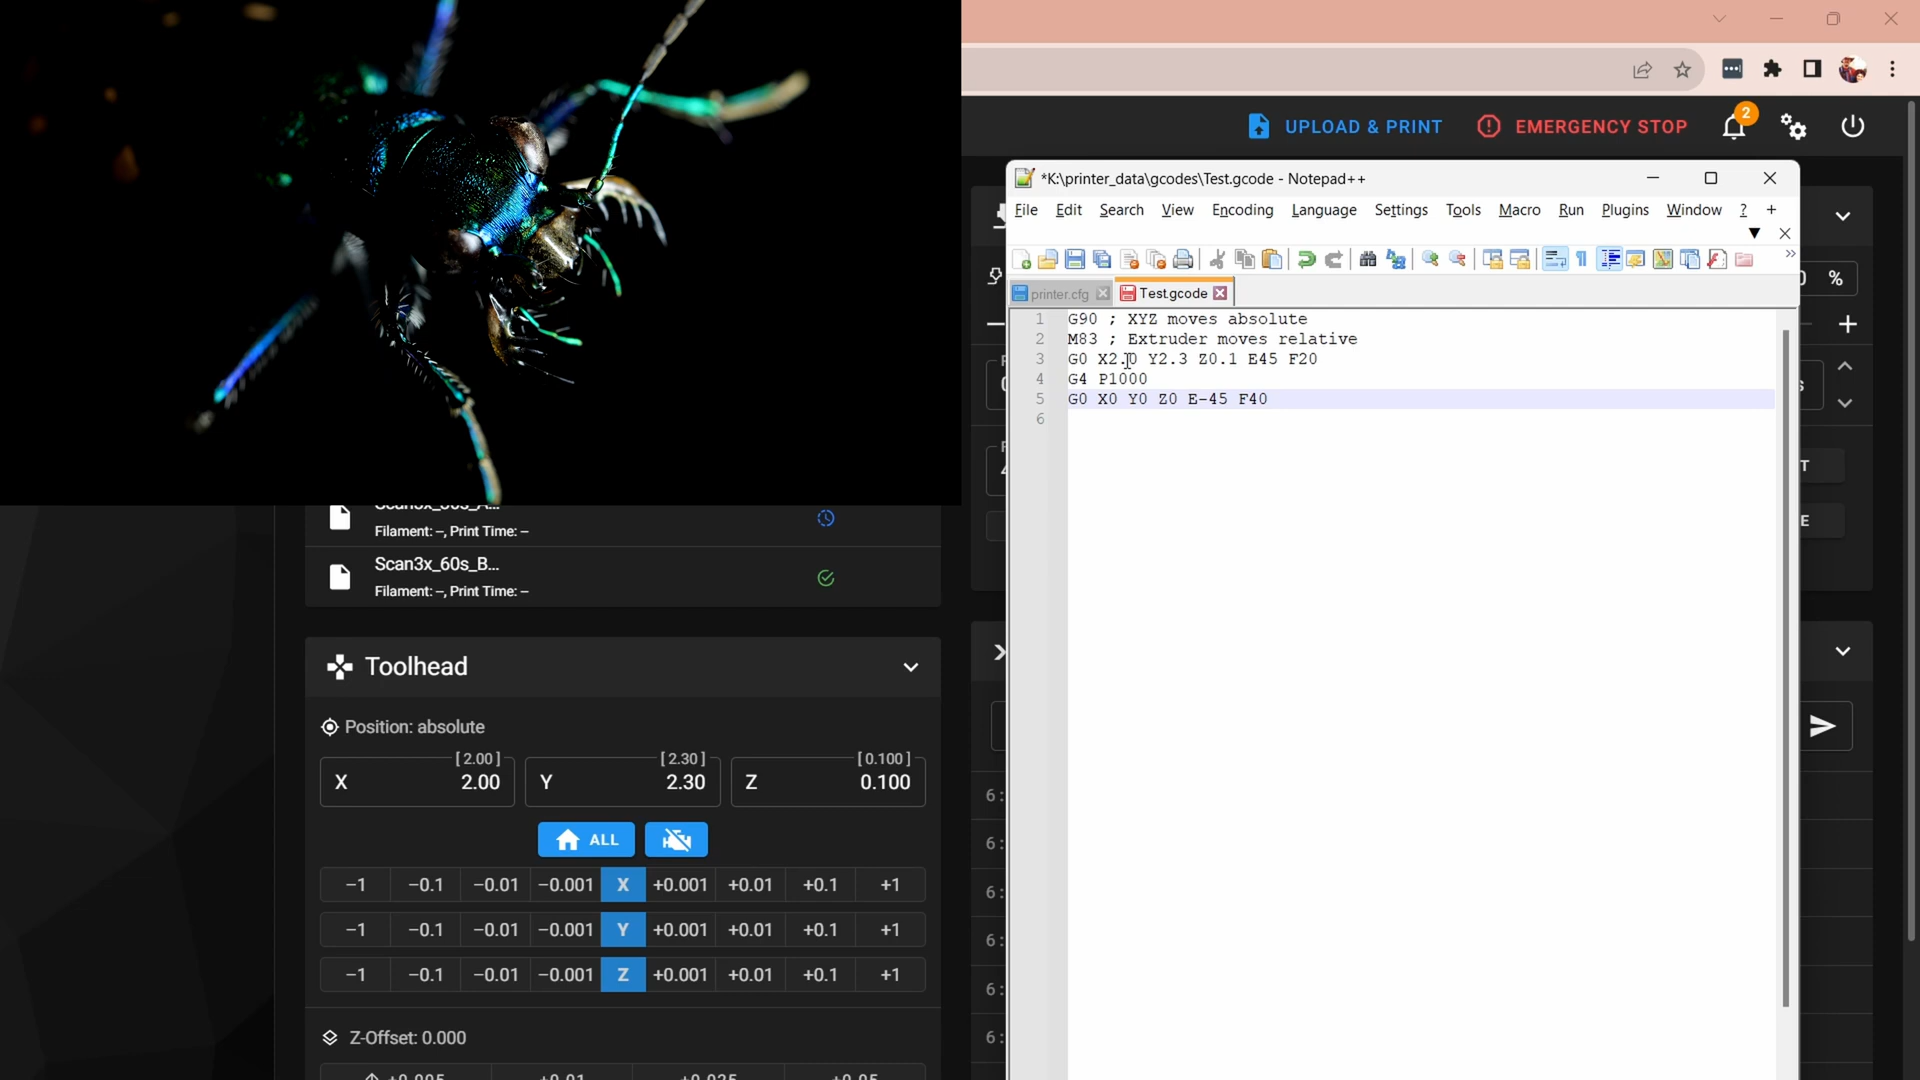 UPLOAD & PRINT
EMERGENCY STOP
2
*K:\printer_data\gcodes\Test.gcode - Notepad++
File Edit Search View Encoding Language Settings Tools Macro Run Plugins Window ? +
printer.cfg
Test.gcode
%
1 G90 ; XYZ moves absolute
2 M83 ; Extruder moves relative
3 G0 X2.0 Y2.3 Z0.1 E45 F20
4 G4 P1000
5 G0 X0 Y0 Z0 E-45 F40
6
Filament: --, Print Time: --
Scan3x_60s_B...
Filament: --, Print Time: --
Toolhead
Position: absolute
[ 2.00 ] [ 2.30 ] [ 0.100 ]
X 2.00 Y 2.30 Z 0.100
ALL
−1 −0.1 −0.01 −0.001 X +0.001 +0.01 +0.1 +1
−1 −0.1 −0.01 −0.001 Y +0.001 +0.01 +0.1 +1
−1 −0.1 −0.01 −0.001 Z +0.001 +0.01 +0.1 +1
Z-Offset: 0.000
6:
6:
6:
6:
6:
6: